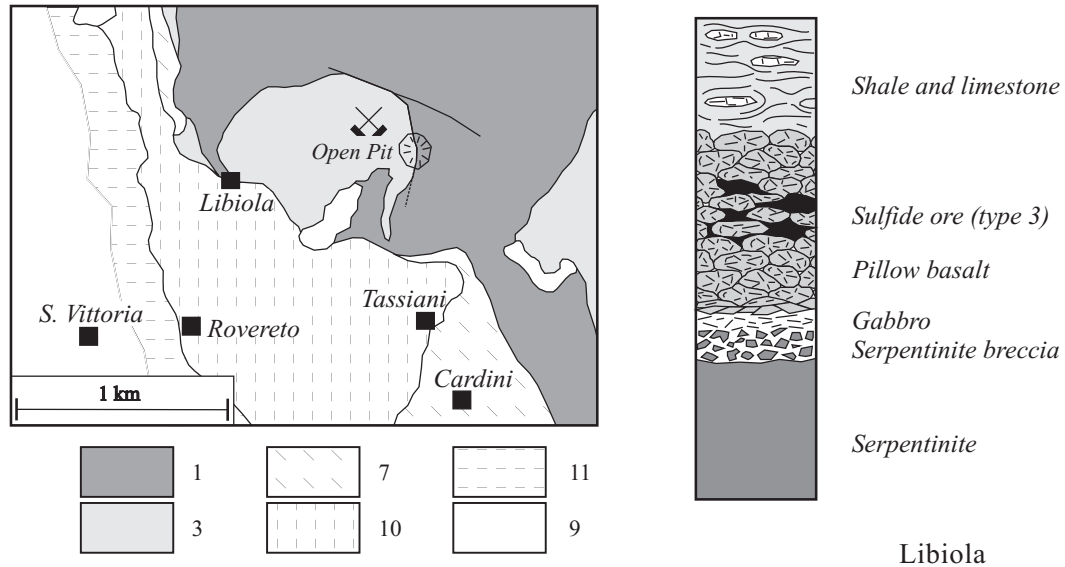 Open Pit
Libiola
S. Vittoria
Rovereto
Tassiani
Cardini
1 km
1
7
11
3
10
9
Shale and limestone
Sulfide ore (type 3)
Pillow basalt
Gabbro
Serpentinite breccia
Serpentinite
Libiola